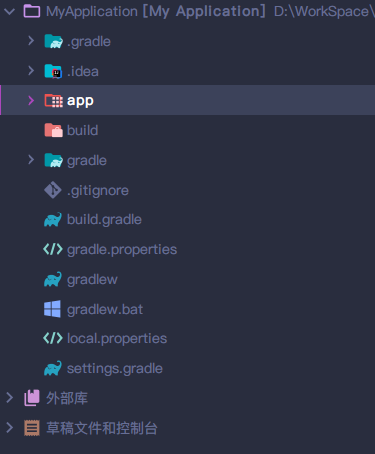 MyApplication [My Application] D:\WorkSpace\
.gradle
.idea
app
build
gradle
.gitignore
build.gradle
gradle.properties
gradlew
gradlew.bat
local.properties
settings.gradle
外部库
草稿文件和控制台